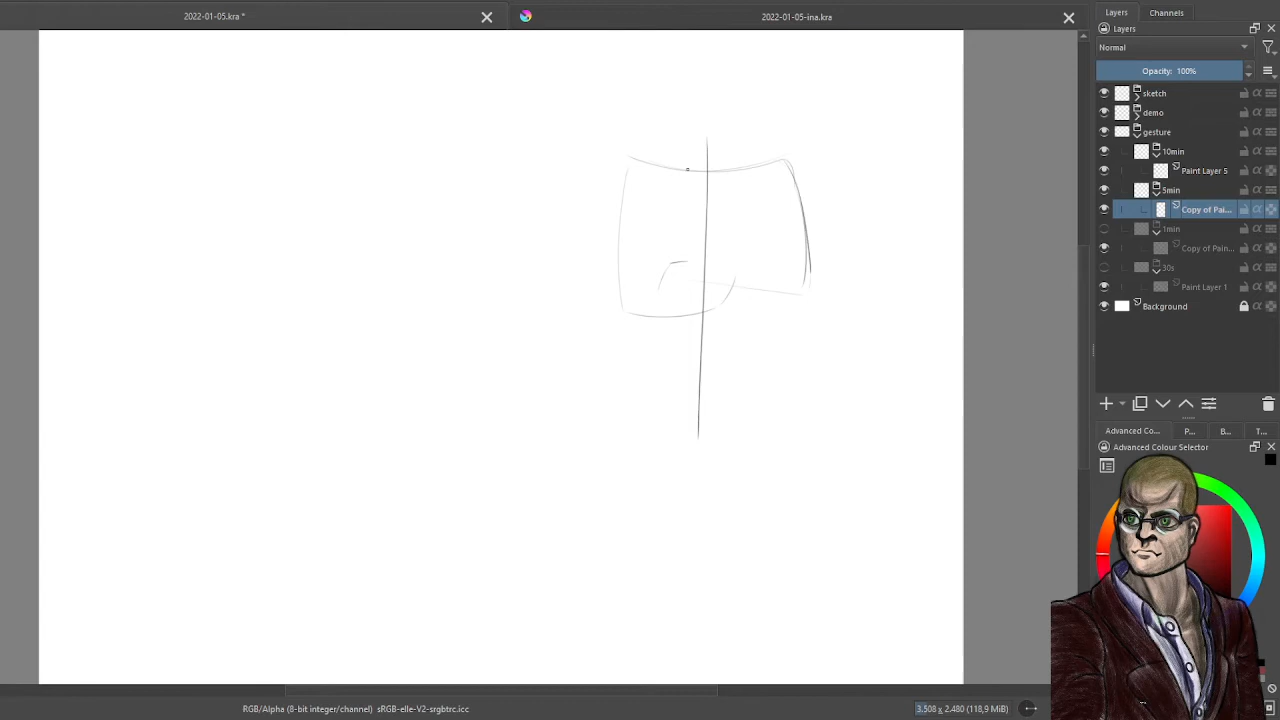 2022-01-05.kra *
2022-01-05-ina.kra
Layers
Channels
Layers
Normal
Opacity: 100%
sketch
demo
gesture
10min
Paint Layer 5
5min
Copy of Pai...
1min
Copy of Pain...
30s
Paint Layer 1
Background
Advanced Co...
P...
B...
T...
Advanced Colour Selector
RGB/Alpha (8-bit integer/channel) sRGB-elle-V2-srgbtrc.icc
3.508 x 2.480 (118,9 MiB)